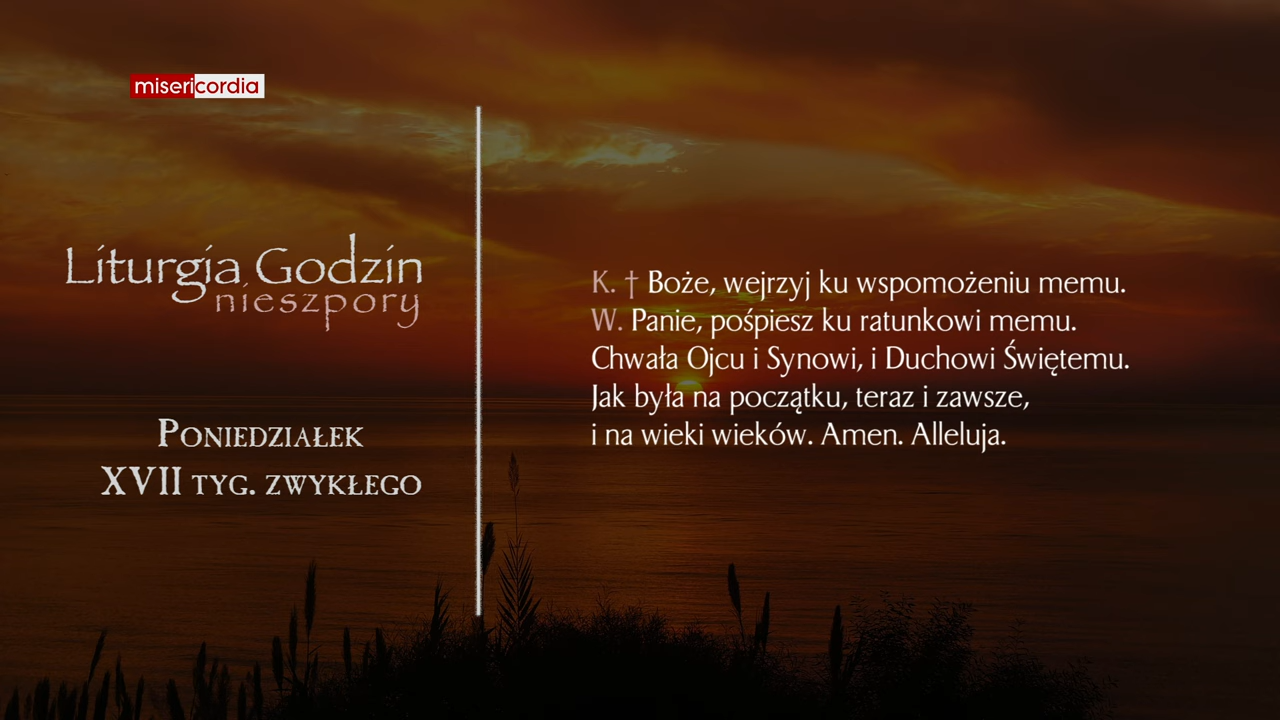 misericordia
Liturgia Godzin
nieszpory
Poniedziałek
XVII tyg. zwykłego
K. † Boże, wejrzyj ku wspomożeniu memu.
W. Panie, pośpiesz ku ratunkowi memu.
Chwała Ojcu i Synowi, i Duchowi Świętemu.
Jak była na początku, teraz i zawsze,
i na wieki wieków. Amen. Alleluja.